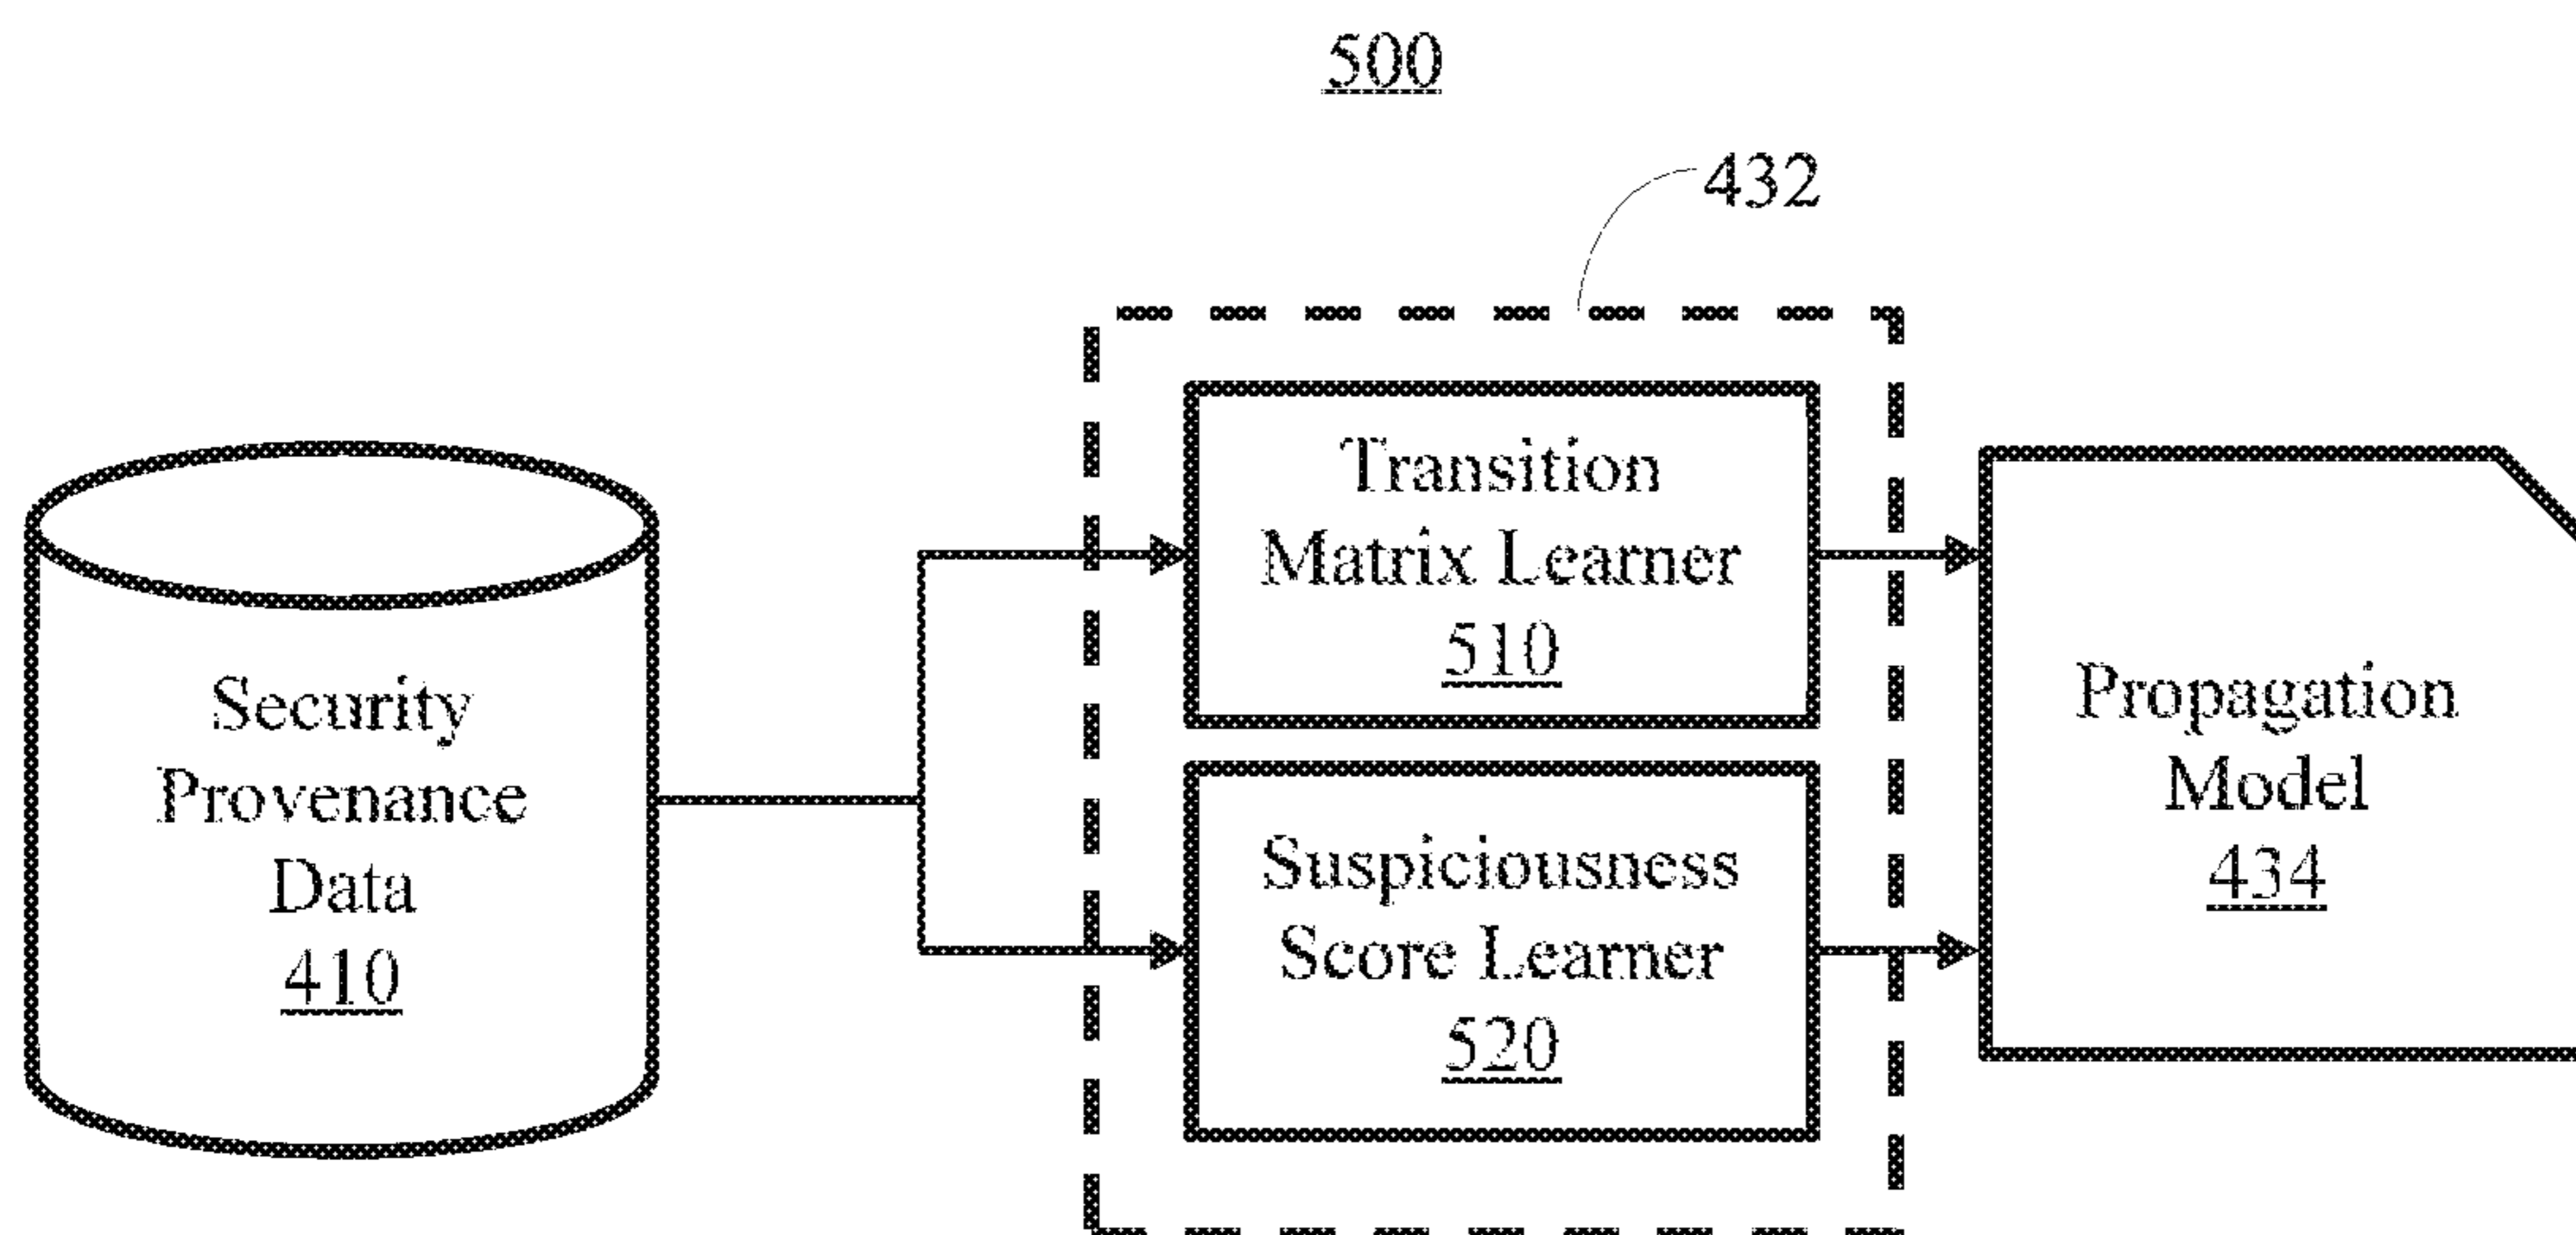 500
432
Security
Provenance
Data
410
Transition
Matrix Learner
510
Suspiciousness
Score Learner
520
Propagation
Model
434